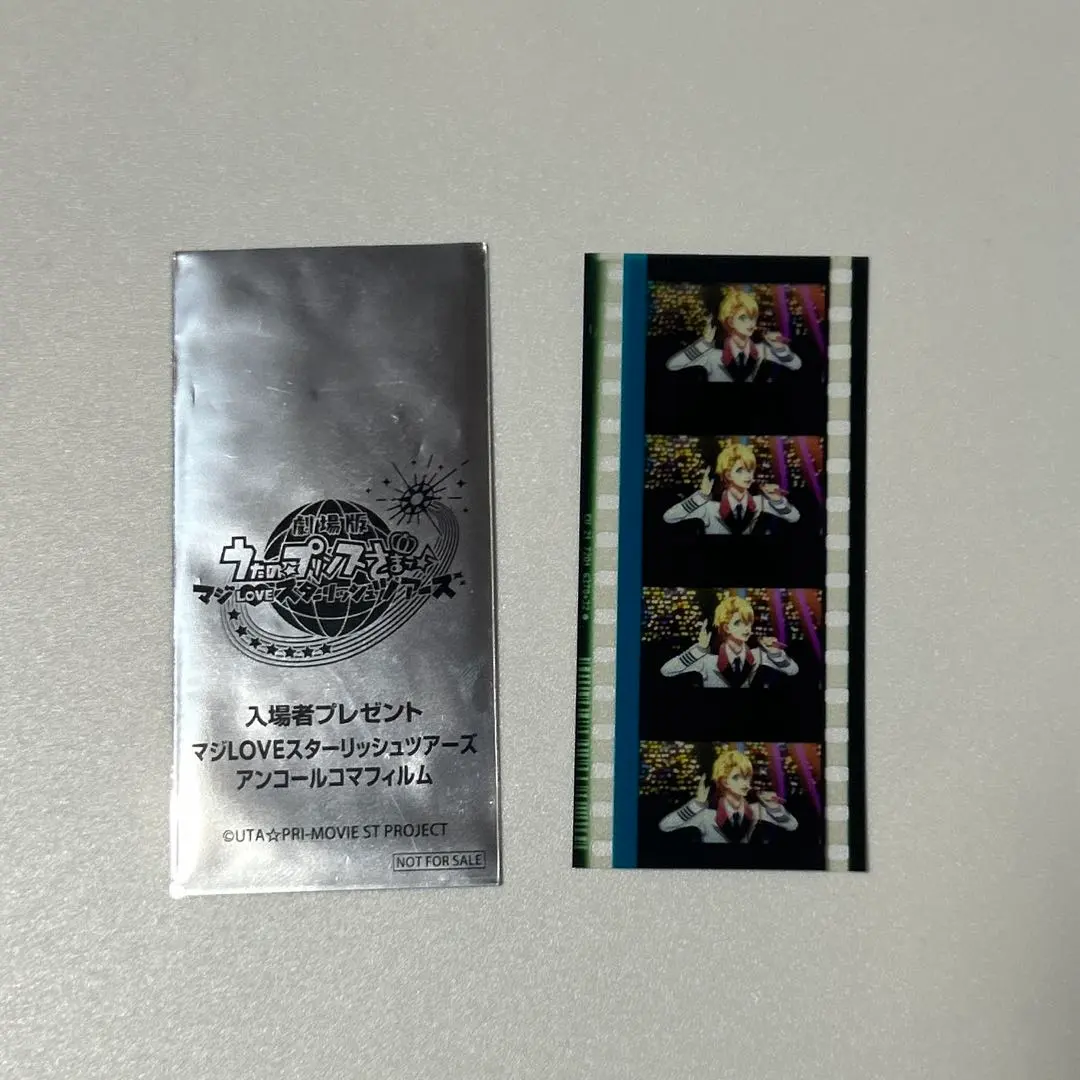 劇場版
うたの☆プリンスさまっ♪
マジLOVEスターリッシュツアーズ
入場者プレゼント
マジLOVEスターリッシュツアーズ
アンコールコマフィルム
©UTA☆PRI-MOVIE ST PROJECT
NOT FOR SALE